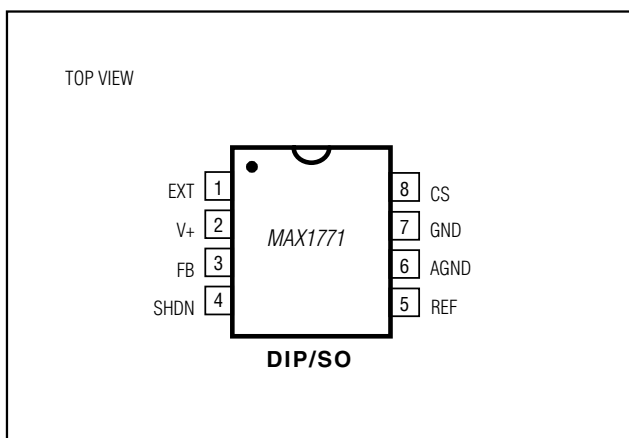 TOP VIEW
EXT 1
V+ 2
FB 3
SHDN 4
MAX1771
8 CS
7 GND
6 AGND
5 REF
DIP/SO